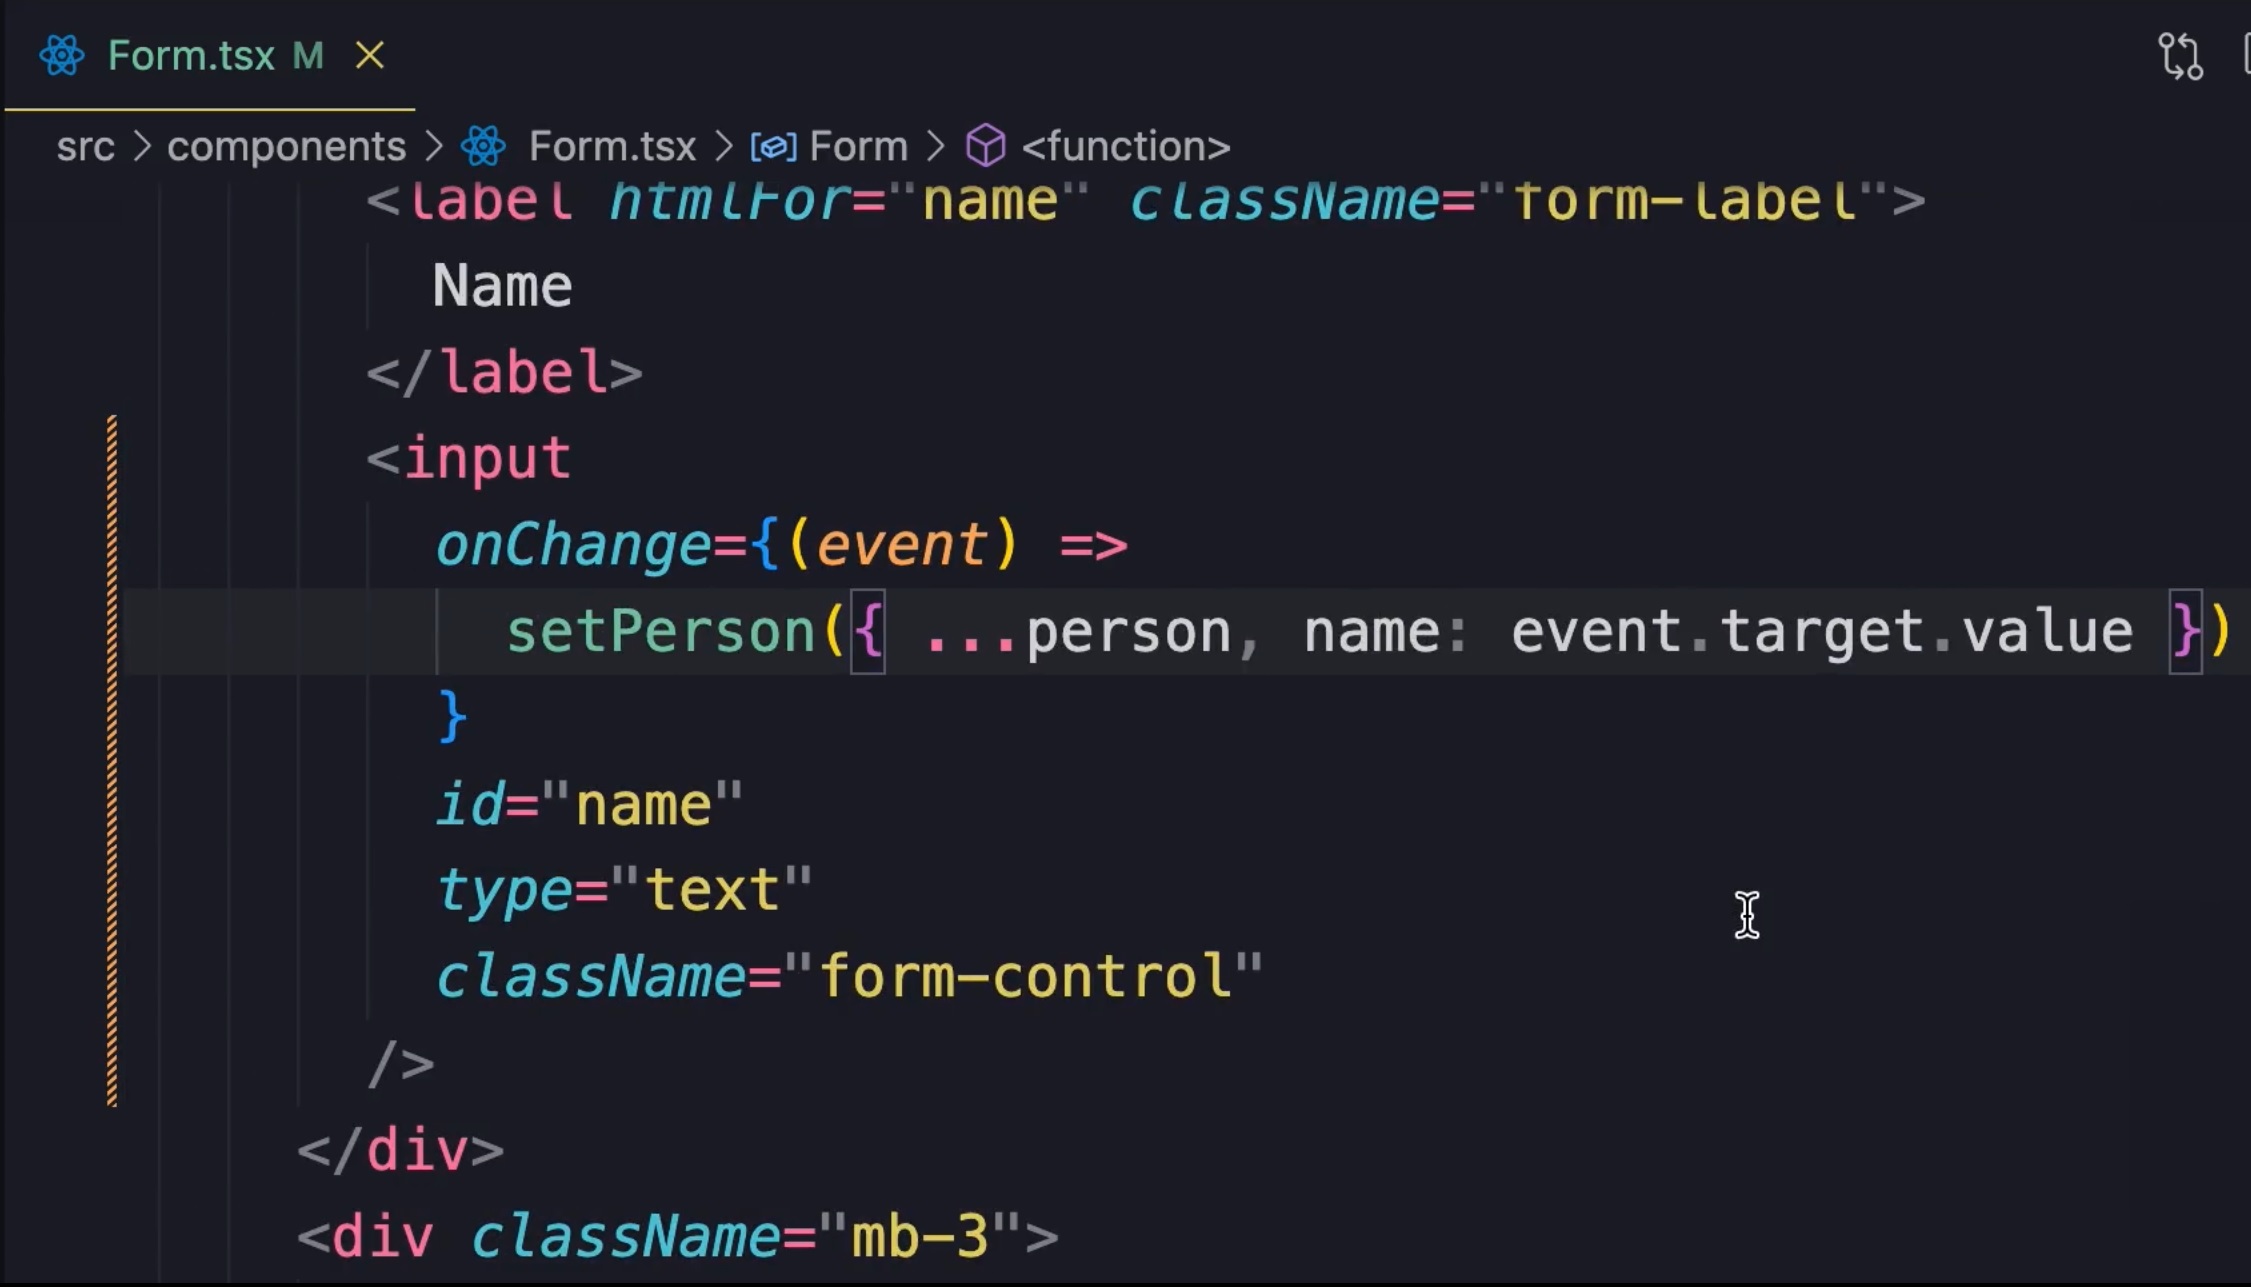 Form.tsx M
src > components > Form.tsx > Form > <function>
<label htmlFor="name" className="form-label">
Name
</label>
<input
onChange={(event) =>
setPerson({ ...person, name: event.target.value })
}
id="name"
type="text"
className="form-control"
/>
</div>
<div className="mb-3">